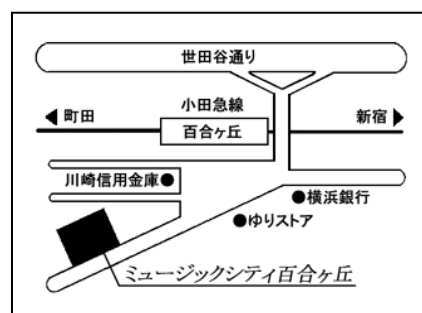 世田谷通り
小田急線
町田
新宿
百合ヶ丘
川崎信用金庫
横浜銀行
ゆりストア
ミュージックシティ百合ヶ丘